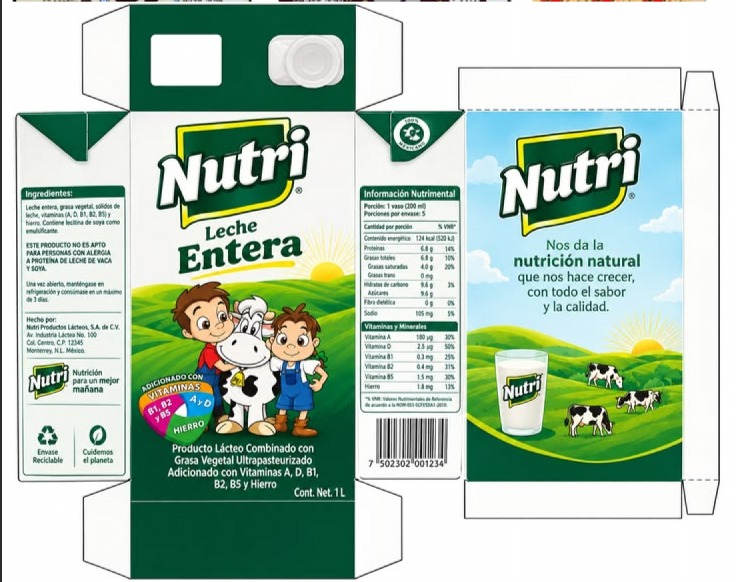 Ingredientes:
Leche entera, grasa vegetal, sólidos de
leche, vitaminas (A, D, B1, B2, B5) y
hierro. Contiene lecitina de soya como
emulsificante.
ESTE PRODUCTO NO ES APTO
PARA PERSONAS CON ALERGIA
A PROTEÍNA DE LECHE DE VACA
Y SOYA.
Una vez abierto, manténgase en
refrigeración y consúmase en un máximo
de 3 días.
Hecho por:
Nutri Productos Lácteos, S.A. de C.V.
Av. Industria Láctea No. 100
Col. Centro, C.P. 12345
Monterrey, N.L. México.
Nutri
Nutrición
para un mejor
mañana
Envase
Reciclable
Cuidemos
el planeta
Nutri
®
Leche
Entera
ADICIONADO CON
VITAMINAS
B1, B2
y B5
A y D
HIERRO
Producto Lácteo Combinado con
Grasa Vegetal Ultrapasteurizado
Adicionado con Vitaminas A, D, B1,
B2, B5 y Hierro
Cont. Net. 1 L
100%
MEXICANO
Información Nutrimental
Porción: 1 vaso (200 ml)
Porciones por envase: 5
Cantidad por porción % VNR*
Contenido energético 124 kcal (520 kJ)
Proteínas 6.8 g 14%
Grasas totales 6.8 g 10%
Grasas saturadas 4.0 g 20%
Grasas trans 0 mg
Hidratos de carbono 9.6 g 3%
Azúcares 9.6 g
Fibra dietética 0 g 0%
Sodio 105 mg 5%
Vitaminas y Minerales
Vitamina A 180 µg 30%
Vitamina D 2.5 µg 50%
Vitamina B1 0.3 mg 25%
Vitamina B2 0.4 mg 31%
Vitamina B5 1.5 mg 30%
Hierro 1.8 mg 13%
*% VNR: Valores Nutrimentales de Referencia
de acuerdo a la
7 502302 001234
Nutri
®
Nos da la
nutrición natural
que nos hace crecer,
con todo el sabor
y la calidad.
Nutri